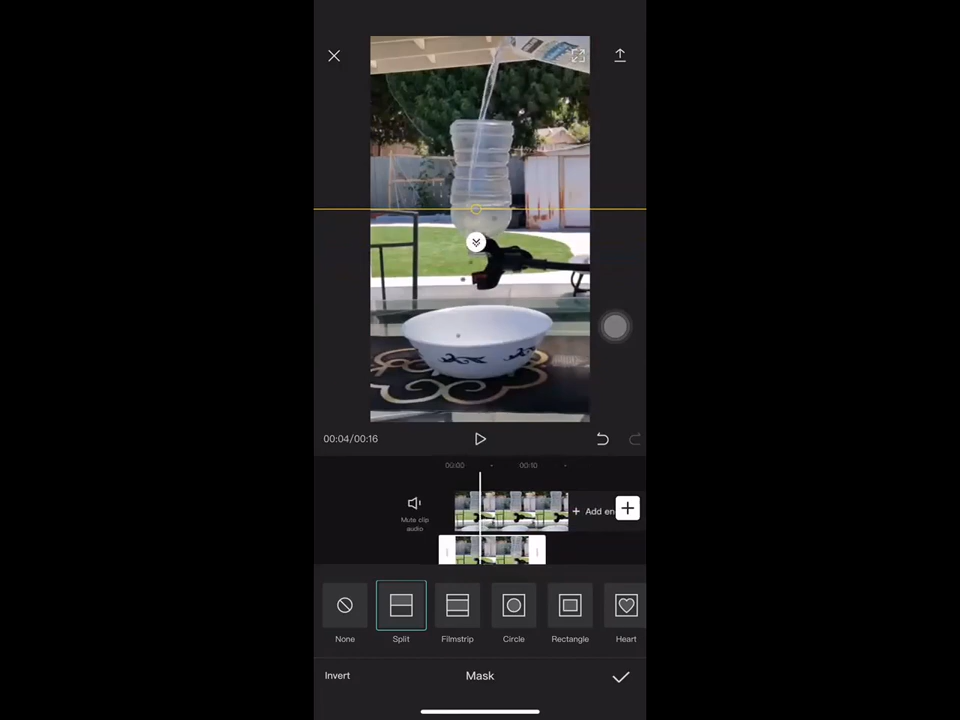 00:04/00:16
00:00
00:10
Mute clip
audio
+ Add en
None
Split
Filmstrip
Circle
Rectangle
Heart
Invert
Mask